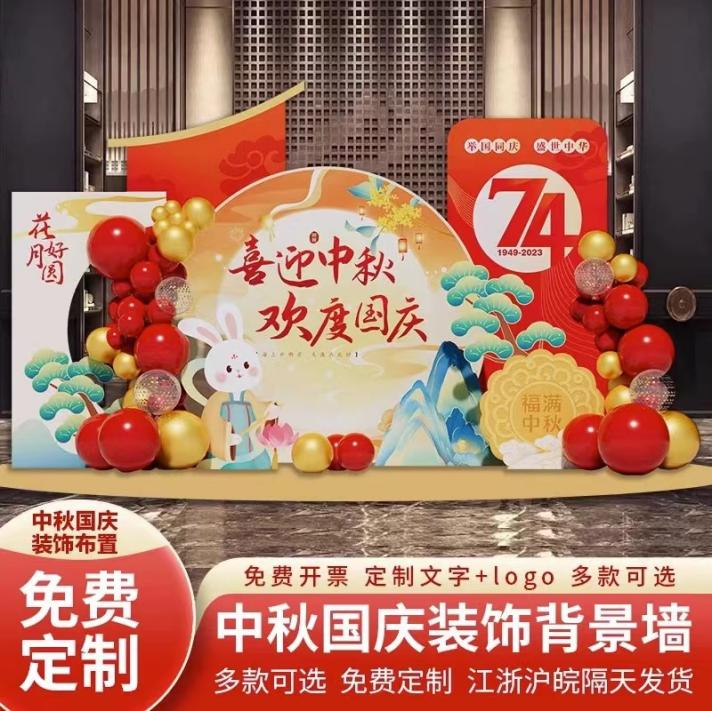 举国同庆 盛世中华
74
1949-2023
花好
月圆
喜迎中秋
欢度国庆
福满
中秋
中秋国庆
装饰布置
免费
定制
免费开票 定制文字+logo 多款可选
中秋国庆装饰背景墙
多款可选 免费定制 江浙沪皖隔天发货